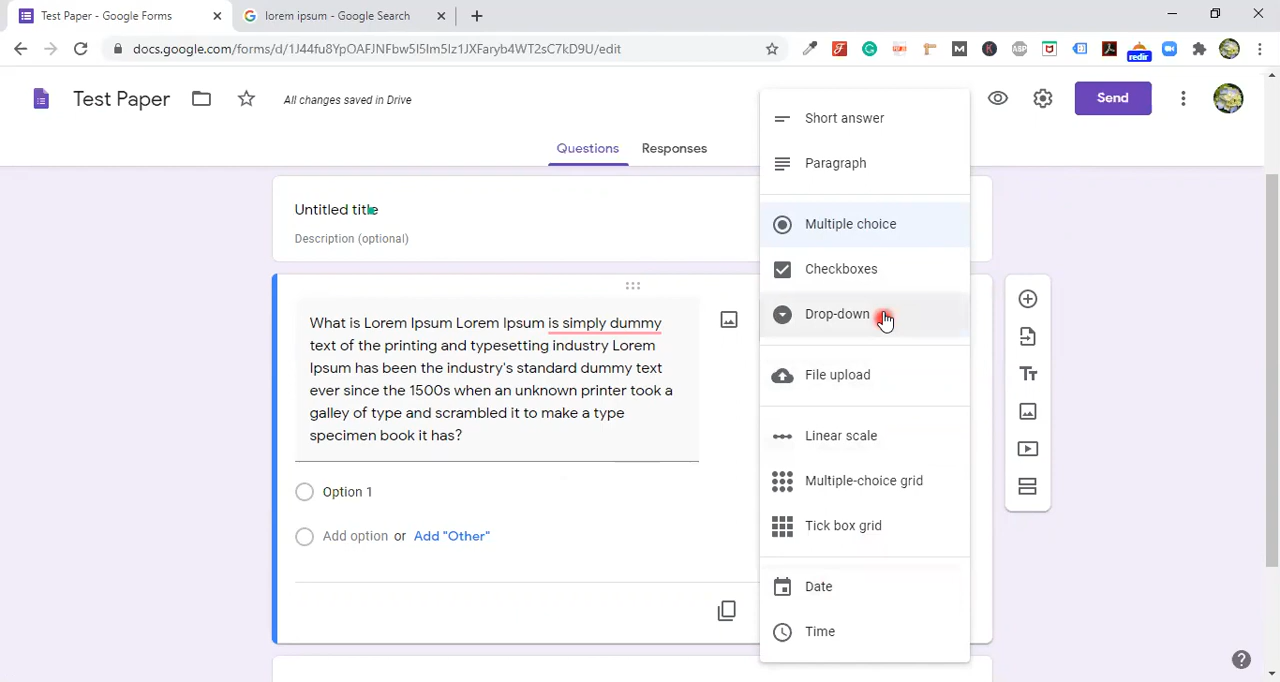 Test Paper - Google Forms
lorem ipsum - Google Search
docs.google.com/forms/d/1J44fu8YpOAFJNFbw5I5Im5Iz1JXFaryb4WT2sC7kD9U/edit
redir
Test Paper
All changes saved in Drive
Send
Questions
Responses
Untitled title
Description (optional)
What is Lorem Ipsum Lorem Ipsum is simply dummy
text of the printing and typesetting industry Lorem
Ipsum has been the industry's standard dummy text
ever since the 1500s when an unknown printer took a
galley of type and scrambled it to make a type
specimen book it has?
Option 1
Add option or Add "Other"
Short answer
Paragraph
Multiple choice
Checkboxes
Drop-down
File upload
Linear scale
Multiple-choice grid
Tick box grid
Date
Time